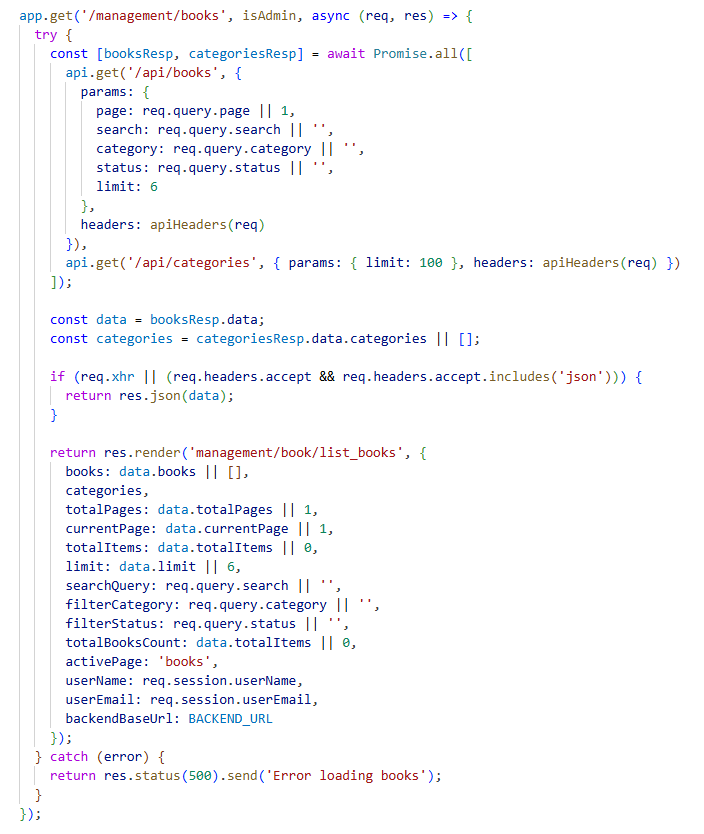 app.get('/management/books', isAdmin, async (req, res) => {
  try {
    const [booksResp, categoriesResp] = await Promise.all([
      api.get('/api/books', {
        params: {
          page: req.query.page || 1,
          search: req.query.search || '',
          category: req.query.category || '',
          status: req.query.status || '',
          limit: 6
        },
        headers: apiHeaders(req)
      }),
      api.get('/api/categories', { params: { limit: 100 }, headers: apiHeaders(req) })
    ]);

    const data = booksResp.data;
    const categories = categoriesResp.data.categories || [];

    if (req.xhr || (req.headers.accept && req.headers.accept.includes('json'))) {
      return res.json(data);
    }

    return res.render('management/book/list_books', {
      books: data.books || [],
      categories,
      totalPages: data.totalPages || 1,
      currentPage: data.currentPage || 1,
      totalItems: data.totalItems || 0,
      limit: data.limit || 6,
      searchQuery: req.query.search || '',
      filterCategory: req.query.category || '',
      filterStatus: req.query.status || '',
      totalBooksCount: data.totalItems || 0,
      activePage: 'books',
      userName: req.session.userName,
      userEmail: req.session.userEmail,
      backendBaseUrl: BACKEND_URL
    });
  } catch (error) {
    return res.status(500).send('Error loading books');
  }
});